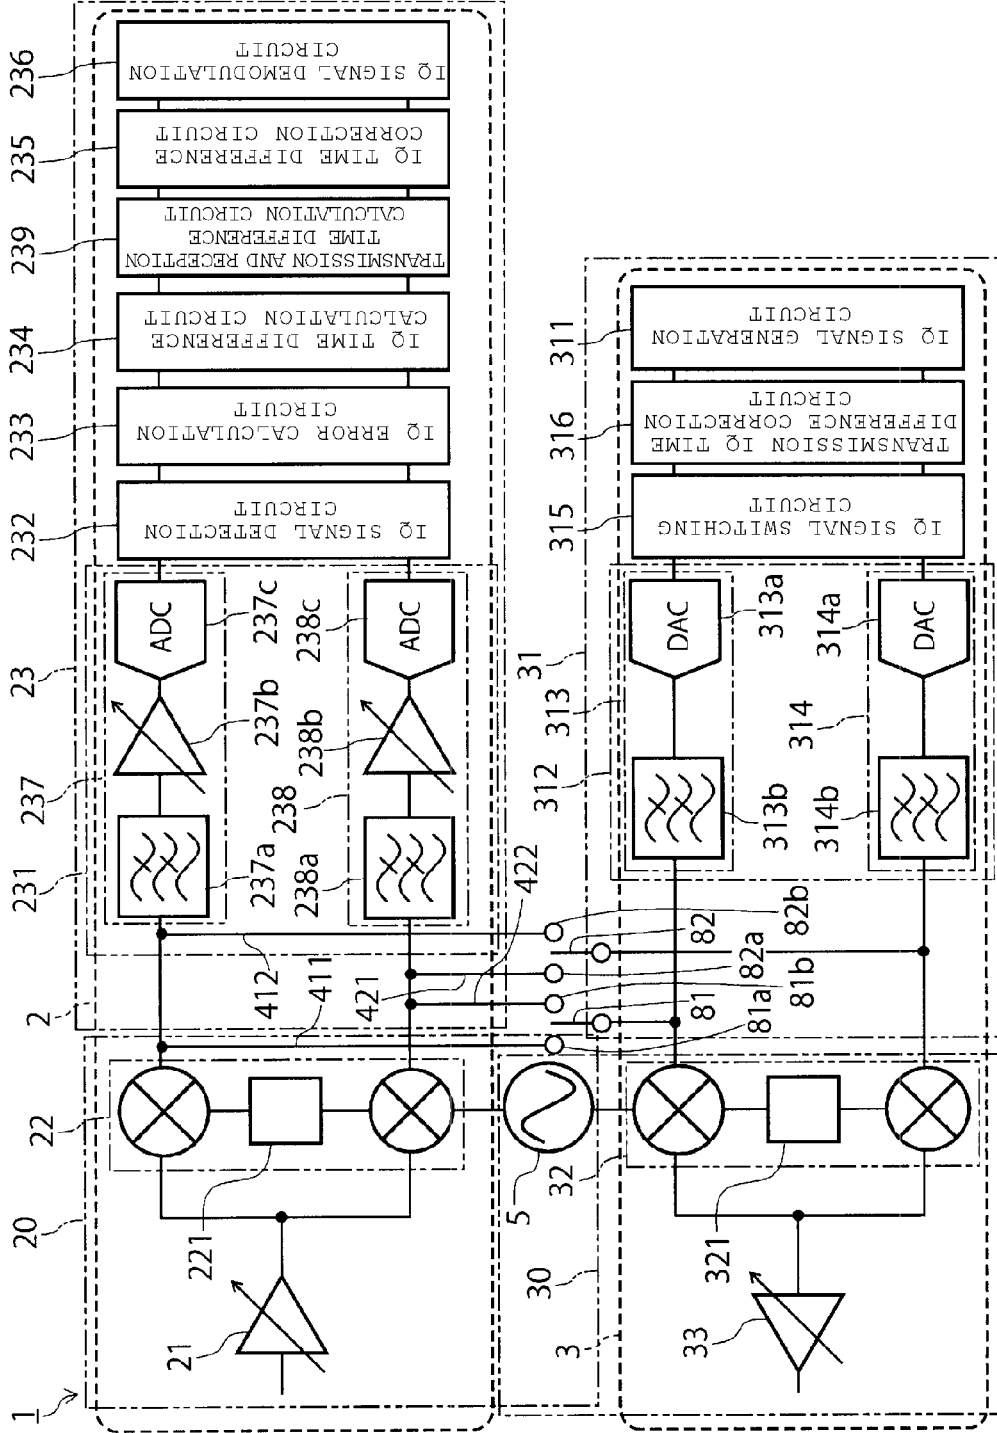 1
20
2
231
23
232
233
234
239
235
236
237
237a
237b
237c
ADC
IQ SIGNAL DETECTION
CIRCUIT
IQ ERROR CALCULATION
CIRCUIT
IQ TIME DIFFERENCE
CALCULATION CIRCUIT
TRANSMISSION AND RECEPTION
TIME DIFFERENCE
CALCULATION CIRCUIT
IQ TIME DIFFERENCE
CORRECTION CIRCUIT
IQ SIGNAL DEMODULATION
CIRCUIT
22
221
21
412
411
238
238a
238b
238c
ADC
421
422
5
30
81a
81
81b
82a
82
82b
3
32
321
33
312
313
31
313b
313a
DAC
314
314b
314a
DAC
315
316
311
IQ SIGNAL SWITCHING
CIRCUIT
TRANSMISSION IQ TIME
DIFFERENCE CORRECTION
CIRCUIT
IQ SIGNAL GENERATION
CIRCUIT